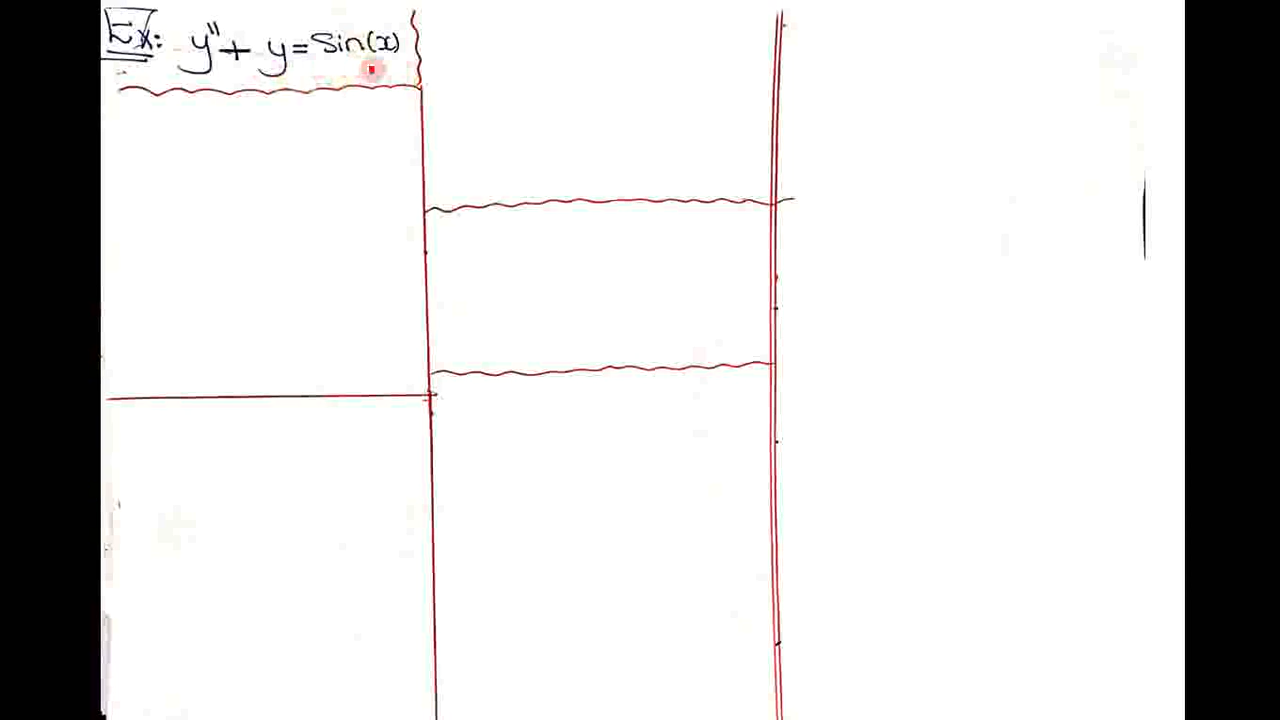 Ex: y" + y = Sin(x)